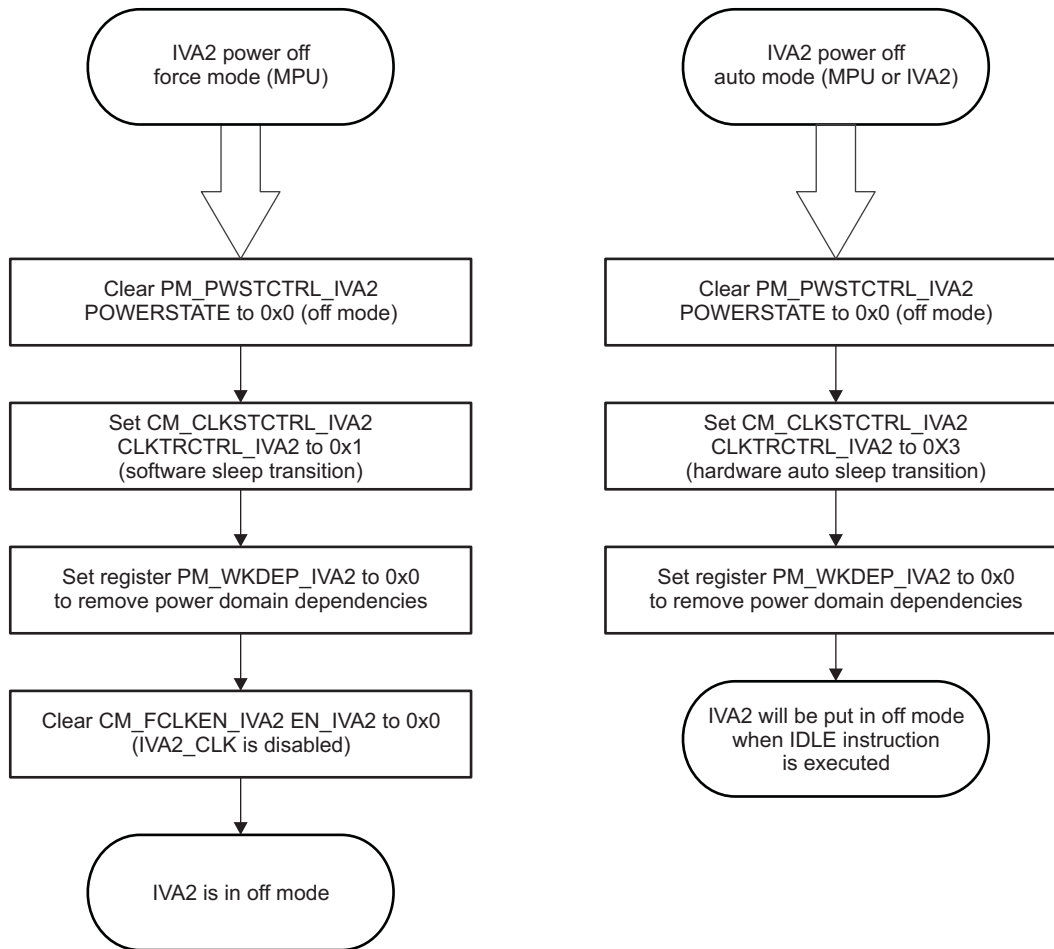 IVA2 power off
force mode (MPU)
Clear PM_PWSTCTRL_IVA2
POWERSTATE to 0x0 (off mode)
Set CM_CLKSTCTRL_IVA2
CLKTRCTRL_IVA2 to 0x1
(software sleep transition)
Set register PM_WKDEP_IVA2 to 0x0
to remove power domain dependencies
Clear CM_FCLKEN_IVA2 EN_IVA2 to 0x0
(IVA2_CLK is disabled)
IVA2 is in off mode
IVA2 power off
auto mode (MPU or IVA2)
Clear PM_PWSTCTRL_IVA2
POWERSTATE to 0x0 (off mode)
Set CM_CLKSTCTRL_IVA2
CLKTRCTRL_IVA2 to 0X3
(hardware auto sleep transition)
Set register PM_WKDEP_IVA2 to 0x0
to remove power domain dependencies
IVA2 will be put in off mode
when IDLE instruction
is executed